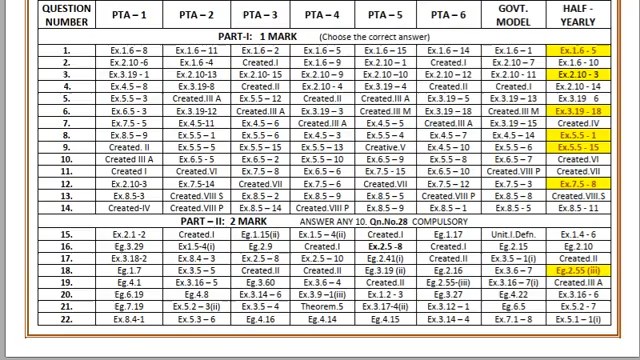 QUESTION NUMBER PTA – 1 PTA – 2 PTA – 3 PTA – 4 PTA – 5 PTA – 6 GOVT. MODEL HALF - YEARLY
PART-I: 1 MARK (Choose the correct answer)
1. Ex.1.6 – 8 Ex.1.6 – 11 Ex.1.6 – 2 Ex.1.6 – 5 Ex.1.6 – 15 Ex.1.6 – 14 Ex.1.6 – 1 Ex.1.6 - 5
2. Ex.2.10 -6 Ex.1.6 -4 Created.I Ex.2.10 – 1 Ex.1.6 – 9 Created.I Ex.2.10 – 7 Ex.1.6 - 10
3. Ex.3.19 - 1 Ex.2.10-13 Ex.2.10- 15 Ex.2.10 – 9 Ex.2.10 –10 Ex.2.10 – 12 Ex.2.10 - 11 Ex.2.10 - 3
4. Ex.4.5 – 8 Ex.3.19-8 Created.II Ex.2.10 - 4 Ex.3.19 – 4 Created.II Created.I Ex.2.10 - 14
5. Ex.5.5 – 3 Created.III A Ex.5.5 – 12 Created.II Created.III A Ex.3.19 – 5 Ex.3.19 – 13 Ex.3.19 6
6. Ex.6.5 - 3 Ex.3.19-12 Created.III A Ex.3.19 – 3 Created.III M Ex.3.19 – 18 Created.III M Ex.3.19 - 18
7. Ex.7.5 - 5 Ex.4.5-11 Ex.4.5 – 6 Created.III A Ex.4.5 – 5 Created.III A Ex.3.19 – 15 Created.IV
8. Ex.8.5 – 9 Ex.5.5 – 1 Ex.5.5 – 6 Ex.4.5 – 3 Ex.5.5 – 4 Ex.4.5 – 7 Ex.4.5 – 14 Ex.5.5 - 1
9. Created. II Ex.5.5 – 5 Ex.5.5 – 15 Ex.5.5 – 13 Creative.V Ex.4.5 – 10 Ex.5.5 – 6 Ex.5.5 - 15
10. Created III A Ex.6.5 - 5 Ex.6.5 – 2 Ex.5.5 – 10 Ex.6.5 – 9 Ex.5.5 – 8 Ex.6.5 – 7 Created.VI
11. Created I Created.VI Ex.7.5 – 8 Ex.6.5 – 6 Ex.7.5 - 15 Ex.6.5 – 10 Created.VIII P Created.VII
12. Ex.2.10-3 Ex.7.5-14 Created.VII Ex.7.5 – 6 Created.VII Ex.7.5 – 12 Ex.7.5 – 3 Ex.7.5 - 8
13. Ex.8.5-3 Created.VIII S Ex.8.5 – 2 Ex.8.5 – 9 Ex.8.5 – 5 Created.VIII P Ex.8.5 – 8 Created.VIII.S
14. Created-IV Created.VIII P Ex.8.5 – 14 Created.VIII P Ex.8.5 – 9 Ex.8.5 – 1 Ex.8.5 - 5 Ex.8.5 - 11
PART – II: 2 MARK ANSWER ANY 10. Qn.No.28 COMPULSORY
15. Ex.2.1 -2 Created.I Eg.1.15(ii) Ex.1.5 – 4(ii) Created.I Eg.1.17 Unit.I.Defn. Ex.1.4 - 6
16. Eg.3.29 Ex1.5-4(i) Eg.2.9 Created.I Ex.2.5 -8 Created.I Eg.2.15 Eg.2.10
17. Ex.3.18-2 Ex.8.4-3 Ex.2.5 – 8 Ex.2.5 – 10 Eg.2.41(i) Created.II Ex.3.5 – 1(i) Created.II
18. Eg.1.7 Ex.3.5 – 5 Created.II Created.II Eg.3.19 (ii) Eg.2.16 Ex.3.6 – 7 Eg.2.55 (iii)
19. Eg.4.1 Ex.3.16 – 5 Eg.3.60 Ex.3.6 – 4 Created.II Eg.2.55-(iii) Ex.3.16 – 7(i) Created.III A
20. Eg.6.19 Eg.4.8 Ex.3.14 – 6 Ex.3.9 –1(iii) Ex.1.2 - 3 Eg.3.27 Eg.4.22 Ex.3.16 - 6
21. Eg.7.19 Ex.5.2 – 3(ii) Ex.3.5 – 4 Theorem.5 Ex.3.17-4(ii) Ex.3.12 – 1 Eg.6.5 Ex.5.2 - 7
22. Ex.8.4-1 Ex.5.3 – 6 Eg.4.16 Eg.4.14 Eg.4.15 Ex.3.14 – 4 Ex.7.1 – 8 Ex.5.1 – 1(i)